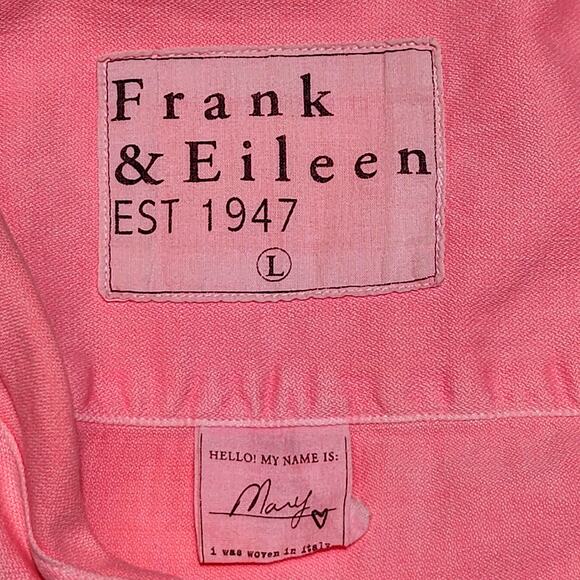 Frank
& Eileen
EST 1947
L
HELLO! MY NAME IS:
Mary
i was woven in italy